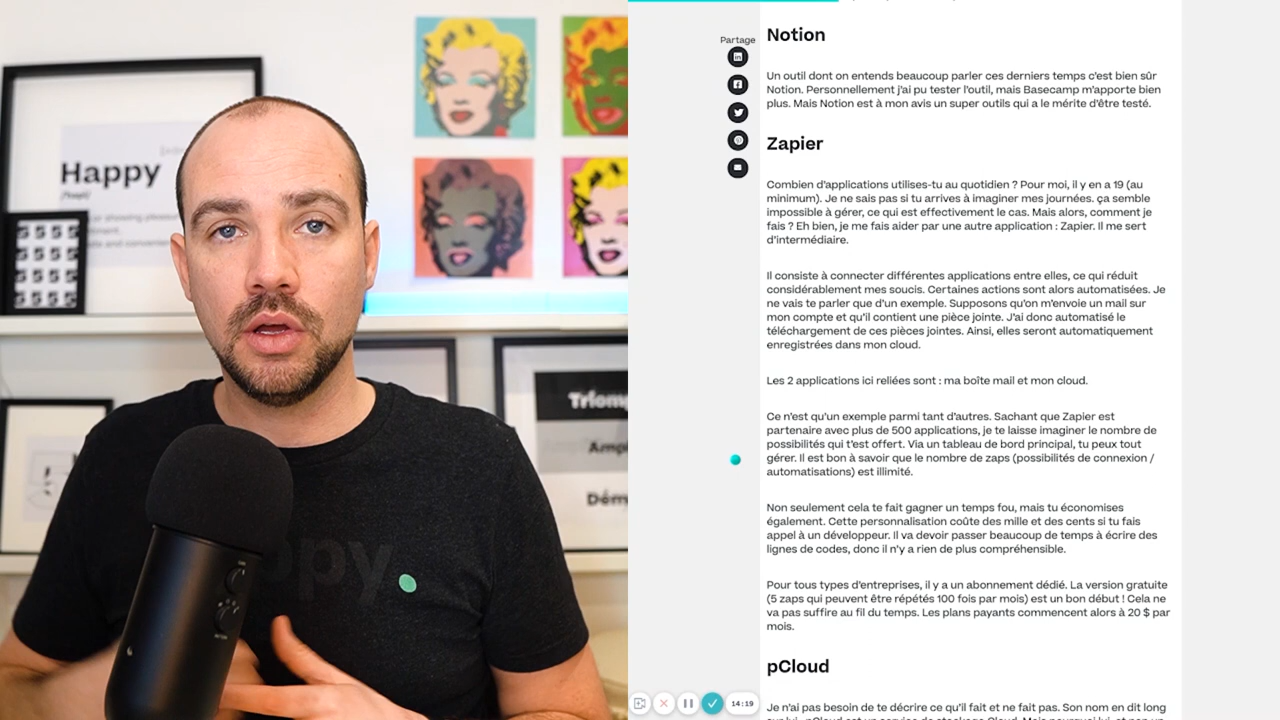 Happy
ppy.
Ampl
Dém
Partage
Notion
Un outil dont on entends beaucoup parler ces derniers temps c'est bien sûr
Notion. Personnellement j'ai pu tester l'outil, mais Basecamp m'apporte bien
plus. Mais Notion est à mon avis un super outils qui a le mérite d'être testé.
Zapier
Combien d'applications utilises-tu au quotidien ? Pour moi, il y en a 19 (au
minimum). Je ne sais pas si tu arrives à imaginer mes journées. ça semble
impossible à gérer, ce qui est effectivement le cas. Mais alors, comment je
fais ? Eh bien, je me fais aider par une autre application : Zapier. Il me sert
d'intermédiaire.
Il consiste à connecter différentes applications entre elles, ce qui réduit
considérablement mes soucis. Certaines actions sont alors automatisées. Je
ne vais te parler que d'un exemple. Supposons qu'on m'envoie un mail sur
mon compte et qu'il contient une pièce jointe. J'ai donc automatisé le
téléchargement de ces pièces jointes. Ainsi, elles seront automatiquement
enregistrées dans mon cloud.
Les 2 applications ici reliées sont : ma boîte mail et mon cloud.
Ce n'est qu'un exemple parmi tant d'autres. Sachant que Zapier est
partenaire avec plus de 500 applications, je te laisse imaginer le nombre de
possibilités qui t'est offert. Via un tableau de bord principal, tu peux tout
gérer. Il est bon à savoir que le nombre de zaps (possibilités de connexion /
automatisations) est illimité.
Non seulement cela te fait gagner un temps fou, mais tu économises
également. Cette personnalisation coûte des mille et des cents si tu fais
appel à un développeur. Il va devoir passer beaucoup de temps à écrire des
lignes de codes, donc il n'y a rien de plus compréhensible.
Pour tous types d'entreprises, il y a un abonnement dédié. La version gratuite
(5 zaps qui peuvent être répétés 100 fois par mois) est un bon début ! Cela ne
va pas suffire au fil du temps. Les plans payants commencent alors à 20 $ par
mois.
pCloud
Je n'ai pas besoin de te décrire ce qu'il fait et ne fait pas. Son nom en dit long
14:19